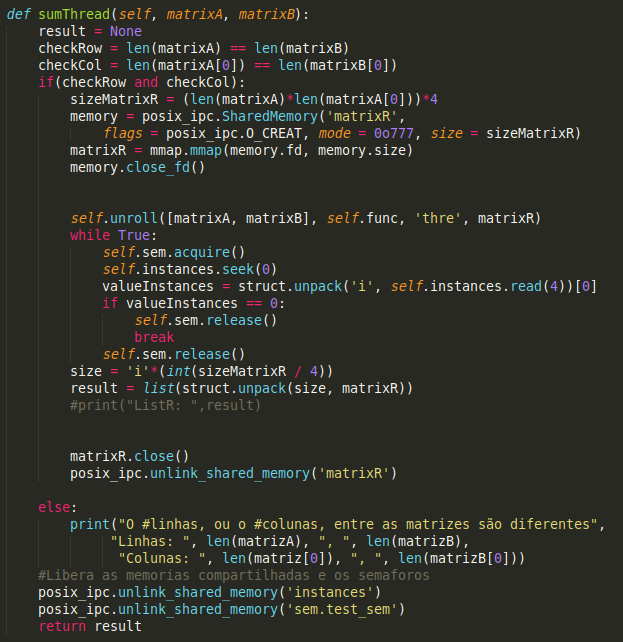 def sumThread(self, matrixA, matrixB):
    result = None
    checkRow = len(matrixA) == len(matrixB)
    checkCol = len(matrixA[0]) == len(matrixB[0])
    if(checkRow and checkCol):
        sizeMatrixR = (len(matrixA)*len(matrixA[0]))*4
        memory = posix_ipc.SharedMemory('matrixR',
            flags = posix_ipc.O_CREAT, mode = 0o777, size = sizeMatrixR)
        matrixR = mmap.mmap(memory.fd, memory.size)
        memory.close_fd()
        self.unroll([matrixA, matrixB], self.func, 'thre', matrixR)
        while True:
            self.sem.acquire()
            self.instances.seek(0)
            valueInstances = struct.unpack('i', self.instances.read(4))[0]
            if valueInstances == 0:
                self.sem.release()
                break
            self.sem.release()
        size = 'i'*(int(sizeMatrixR / 4))
        result = list(struct.unpack(size, matrixR))
        #print("ListR: ",result)
        matrixR.close()
        posix_ipc.unlink_shared_memory('matrixR')
    else:
        print("O #linhas, ou o #colunas, entre as matrizes são diferentes",
             "Linhas: ", len(matrizA), ", ", len(matrizB),
              "Colunas: ", len(matriz[0]), ", ", len(matrizB[0]))
    #Libera as memorias compartilhadas e os semaforos
    posix_ipc.unlink_shared_memory('instances')
    posix_ipc.unlink_shared_memory('sem.test_sem')
    return result